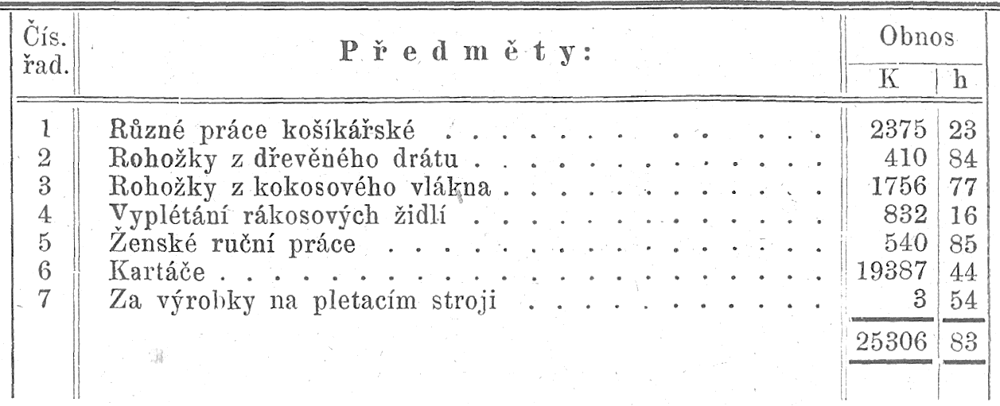 Čís. řad. Předměty: Obnos
K h
1 Různé práce košíkářské . . . . . . . . . . . . 2375 23
2 Rohožky z dřevěného drátu . . . . . . . . . . . . . 410 84
3 Rohožky z kokosového vlákna . . . . . . . . . . . . 1756 77
4 Vyplétání rákosových židlí . . . . . . . . . . . . . 832 16
5 Ženské ruční práce . . . . . . . . . . . . . . . . 540 85
6 Kartáče . . . . . . . . . . . . . . . . . . . . . . 19387 44
7 Za výrobky na pletacím stroji . . . . . . . . . . . 3 54
25306 83